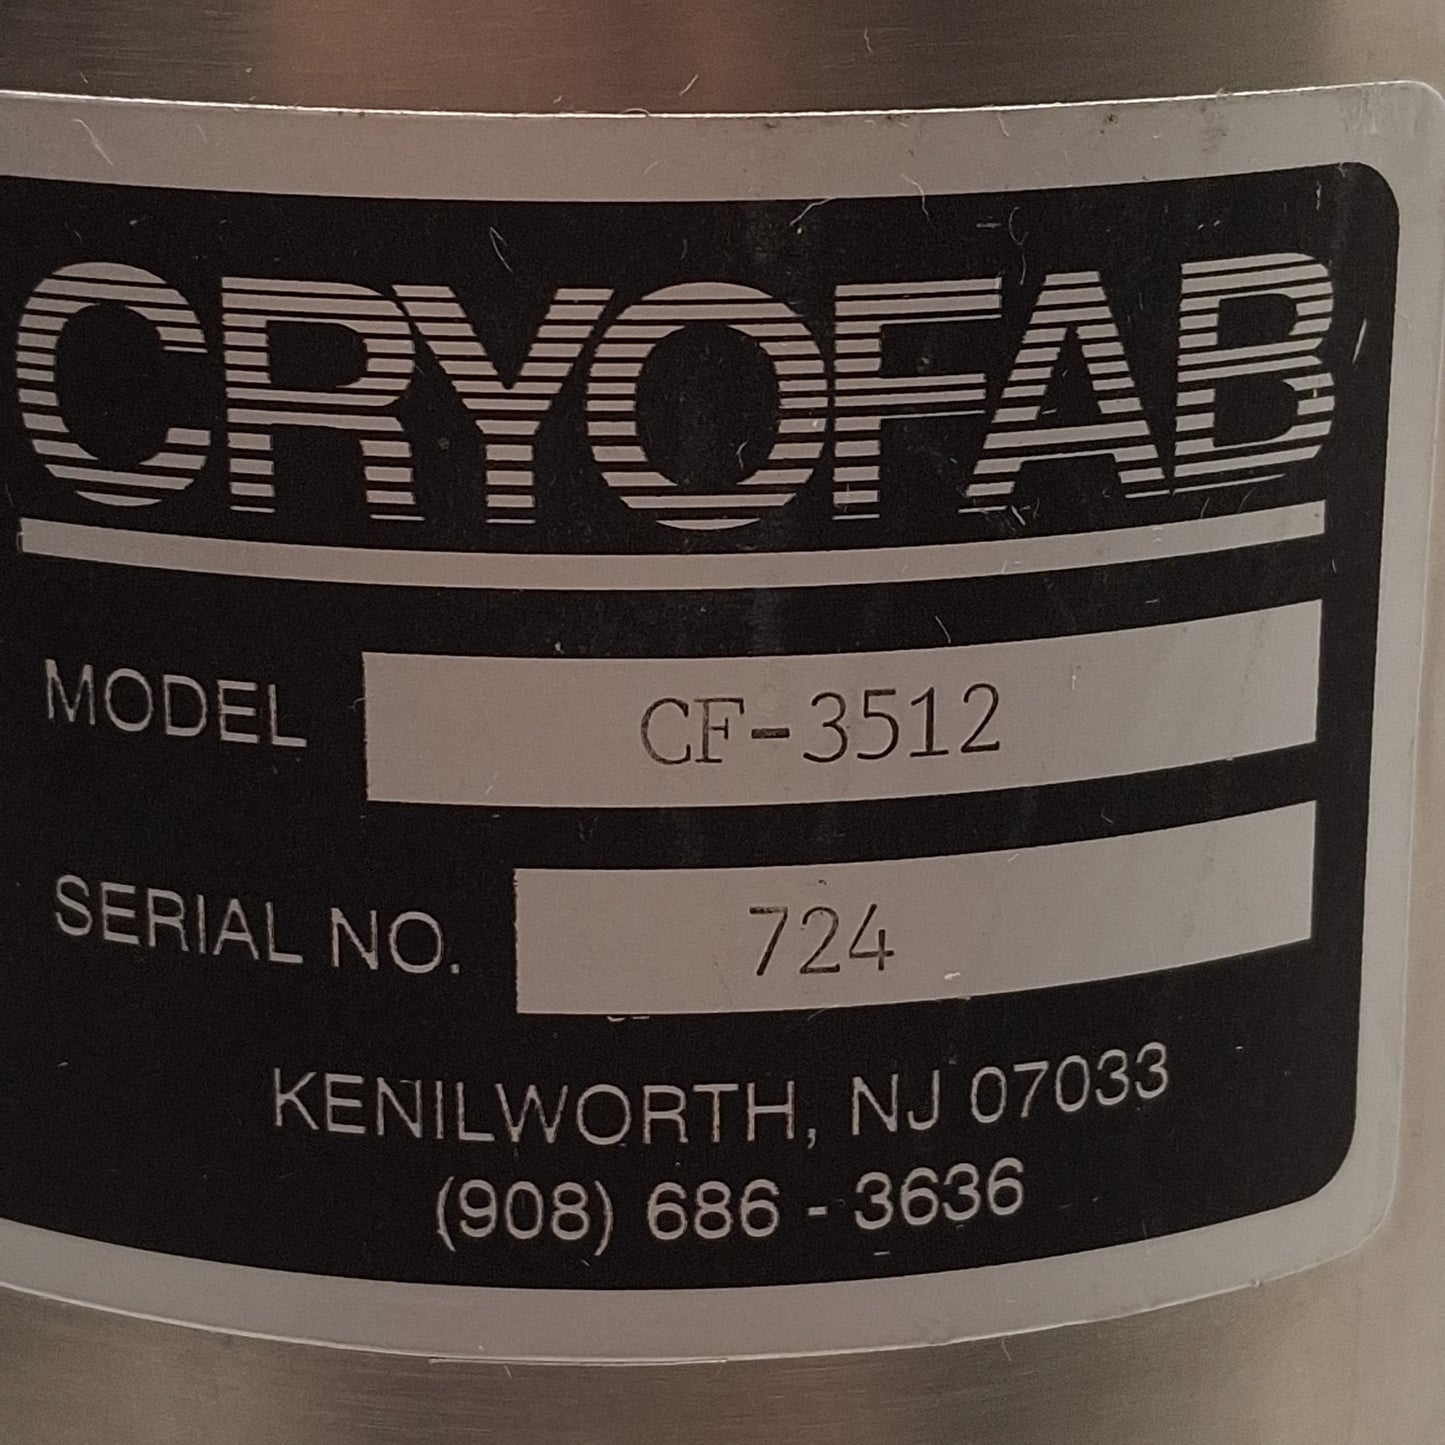 CRYOFAB
MODEL CF-3512
SERIAL NO. 724
KENILWORTH, NJ 07033
(908) 686 - 3636